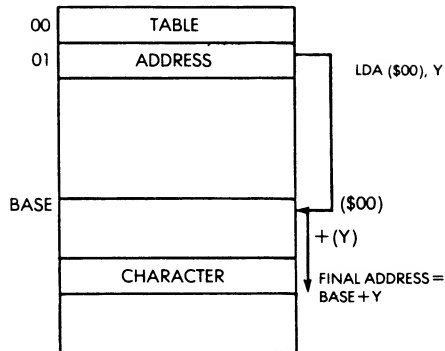 00 TABLE
01 ADDRESS
LDA ($00), Y
BASE
($00)
+ (Y)
CHARACTER
FINAL ADDRESS =
BASE + Y